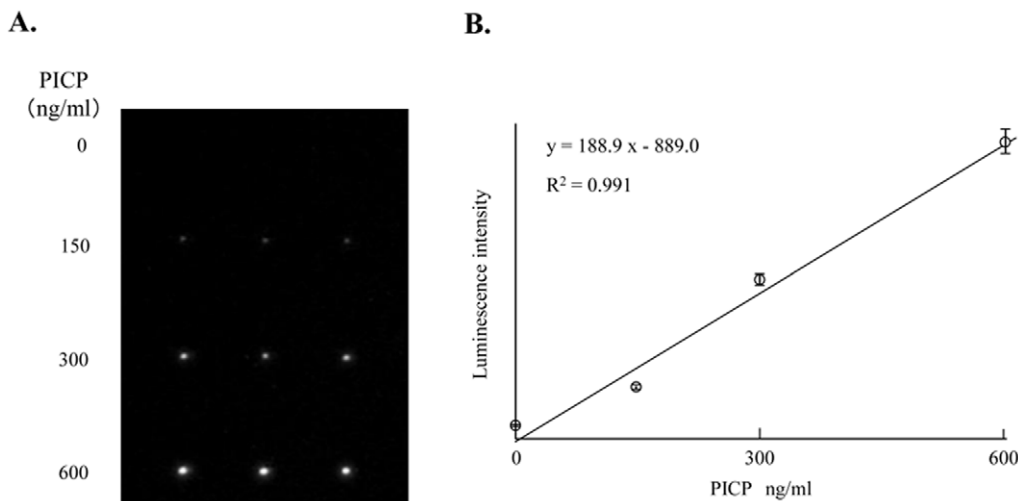 A.
PICP
(ng/ml)
0
150
300
600
B.
y = 188.9 x - 889.0
R² = 0.991
Luminescence intensity
0
300
600
PICP ng/ml